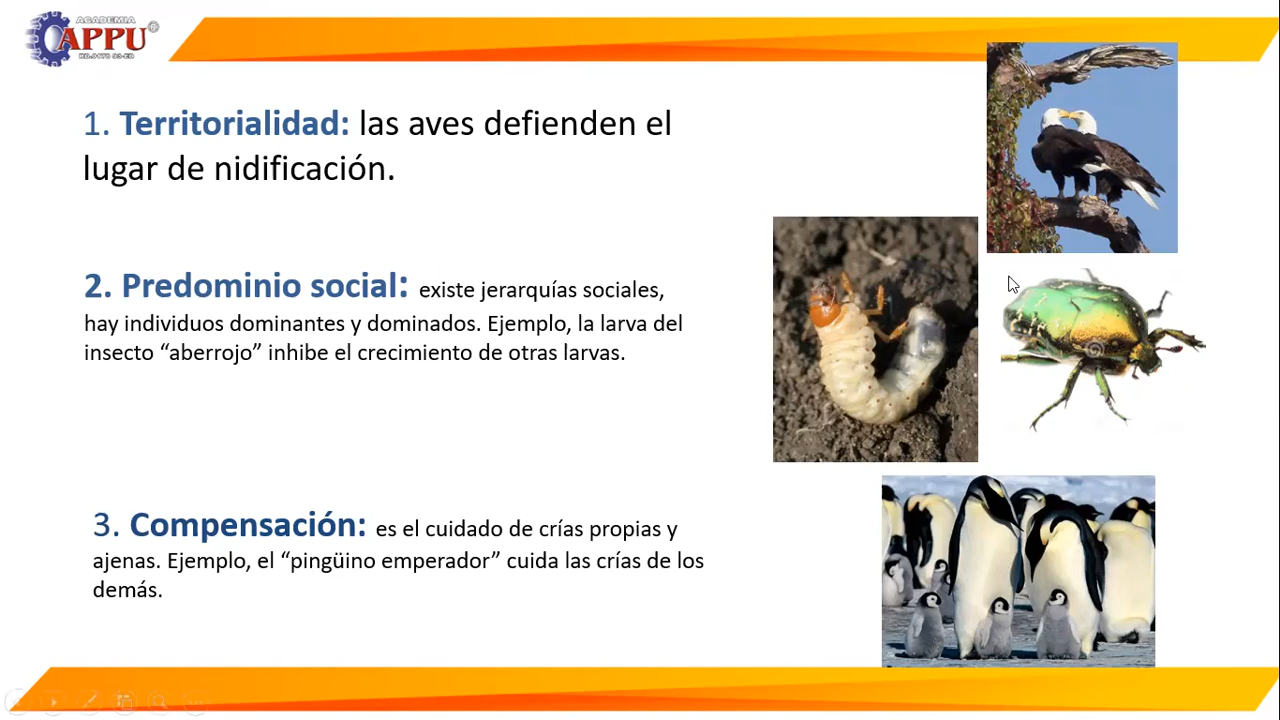 ACADEMIA
APPU
1. Territorialidad: las aves defienden el
lugar de nidificación.
2. Predominio social: existe jerarquías sociales,
hay individuos dominantes y dominados. Ejemplo, la larva del
insecto “aberrojo” inhibe el crecimiento de otras larvas.
3. Compensación: es el cuidado de crías propias y
ajenas. Ejemplo, el “pingüino emperador” cuida las crías de los
demás.